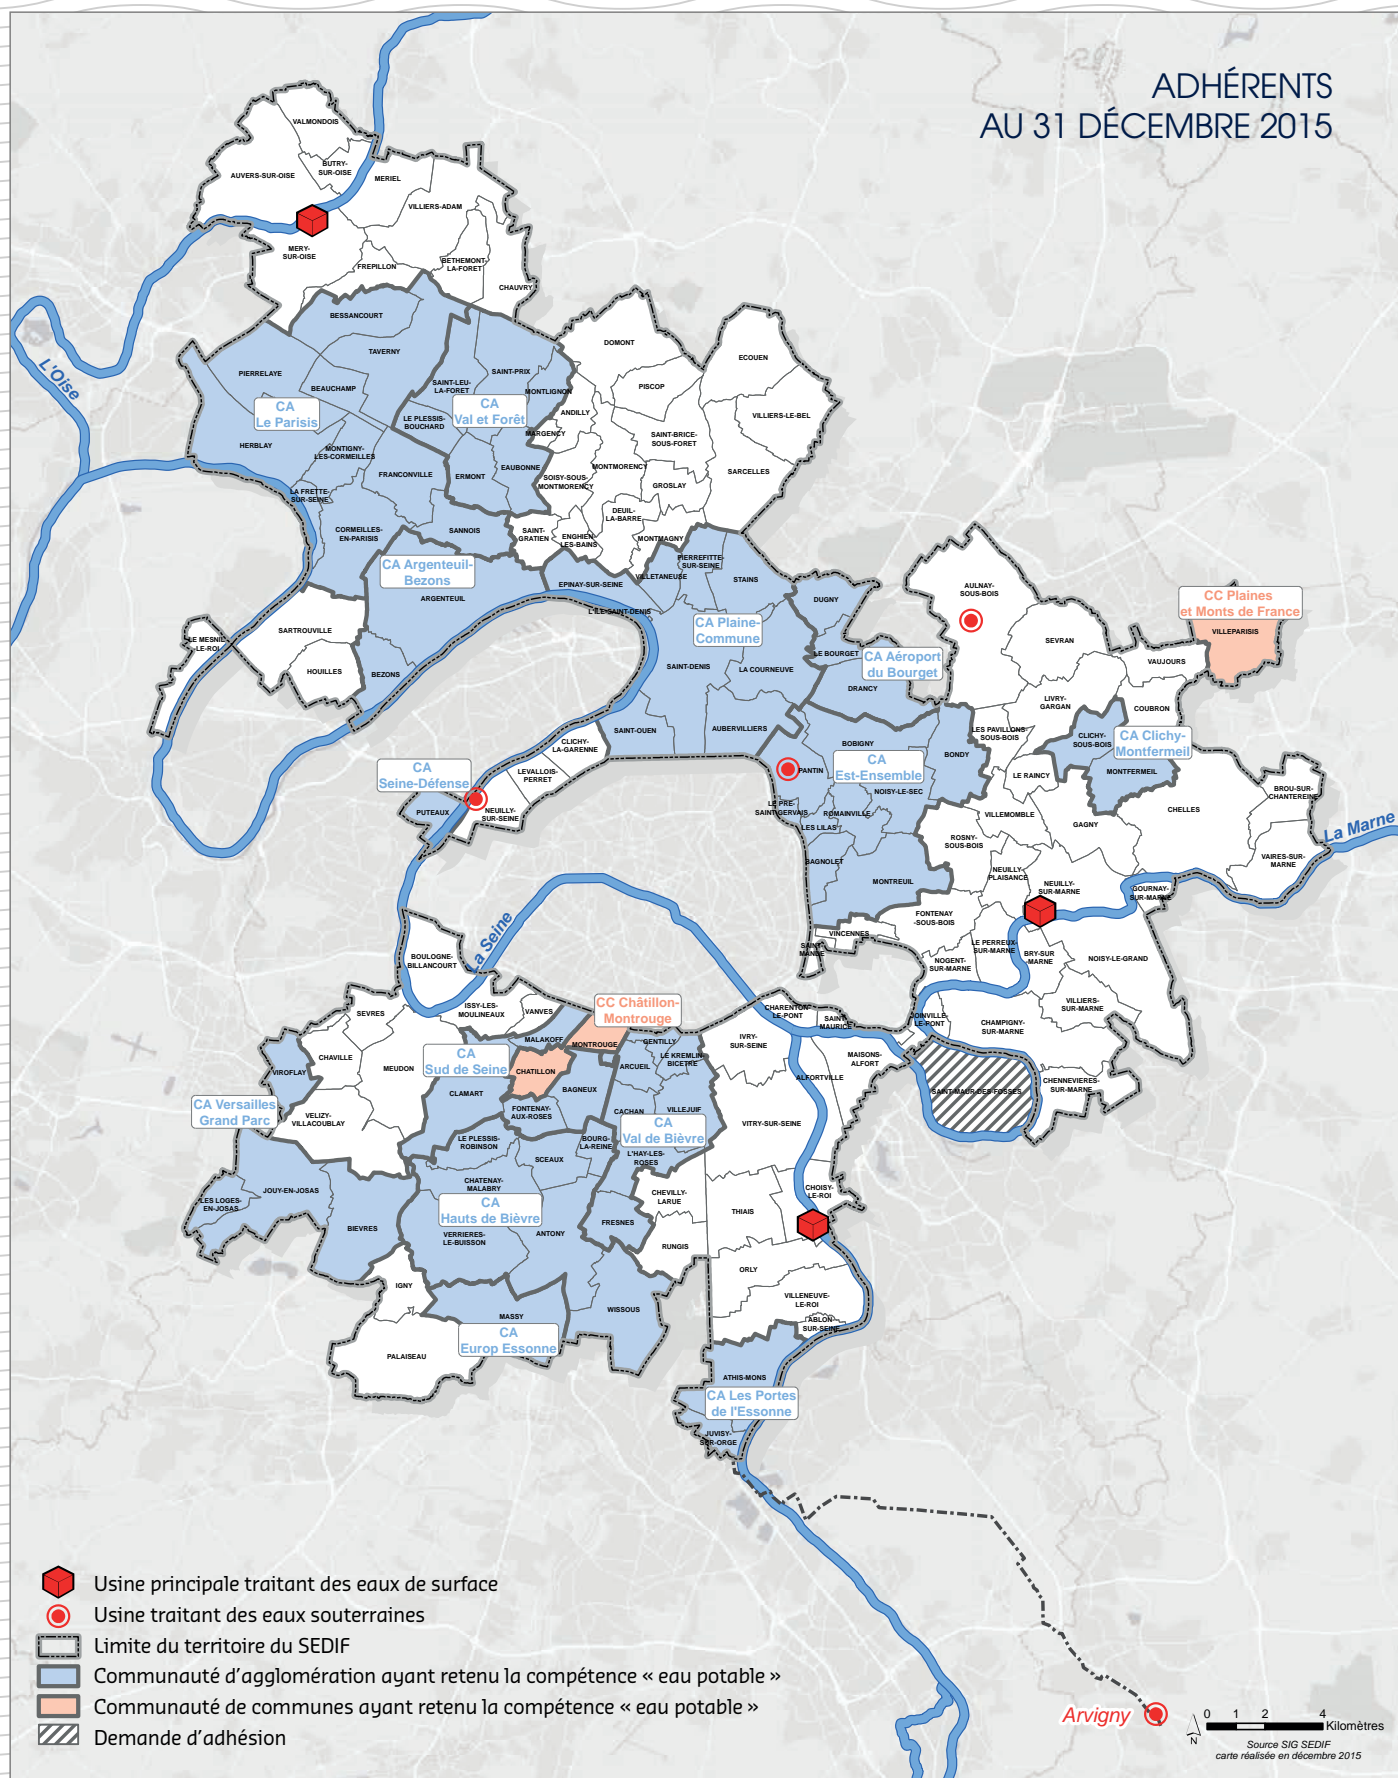 ADHÉRENTS
AU 31 DÉCEMBRE 2015
VALMONDOIS
BUTRY-
SUR-OISE
AUVERS-SUR-OISE
MERIEL
VILLIERS-ADAM
MERY-
SUR-OISE
FREPILLON
BETHEMONT-
LA-FORET
CHAUVRY
BESSANCOURT
TAVERNY
PIERRELAYE
BEAUCHAMP
SAINT-LEU-
LA-FORET
SAINT-PRIX
MONTLIGNON
CA
Le Parisis
CA
Val et Forêt
LE PLESSIS-
BOUCHARD
HERBLAY
MONTIGNY-
LES-CORMEILLES
FRANCONVILLE
ERMONT
EAUBONNE
LA FRETTE-
SUR-SEINE
CORMEILLES-
EN-PARISIS
SANNOIS
L'Oise
DOMONT
ECOUEN
PISCOP
ANDILLY
MARGENCY
VILLIERS-LE-BEL
SAINT-BRICE-
SOUS-FORET
MONTMORENCY
SOISY-SOUS-
MONTMORENCY
GROSLAY
SARCELLES
DEUIL-
LA-BARRE
SAINT-
GRATIEN
ENGHIEN-
LES-BAINS
MONTMAGNY
CA Argenteuil-
Bezons
ARGENTEUIL
EPINAY-SUR-SEINE
VILLETANEUSE
PIERREFITTE-
SUR-SEINE
STAINS
L'ILE-SAINT-DENIS
CA Plaine-
Commune
DUGNY
LE BOURGET
CA Aéroport
du Bourget
DRANCY
SAINT-DENIS
LA COURNEUVE
AUBERVILLIERS
SAINT-OUEN
LE MESNIL-
LE-ROI
SARTROUVILLE
HOUILLES
BEZONS
AULNAY-
SOUS-BOIS
SEVRAN
CC Plaines
et Monts de France
VILLEPARISIS
VAUJOURS
LIVRY-
GARGAN
COUBRON
LES PAVILLONS-
SOUS-BOIS
CLICHY-
SOUS-BOIS
CA Clichy-
Montfermeil
MONTFERMEIL
LE RAINCY
BOBIGNY
BONDY
CA
Est-Ensemble
PANTIN
NOISY-LE-SEC
LE PRE-
SAINT-GERVAIS
ROMAINVILLE
LES LILAS
BAGNOLET
MONTREUIL
CLICHY-
LA-GARENNE
LEVALLOIS-
PERRET
CA
Seine-Défense
PUTEAUX
NEUILLY-
SUR-SEINE
VILLEMOMBLE
GAGNY
CHELLES
BROU-SUR-
CHANTEREINE
VAIRES-SUR-
MARNE
La Marne
ROSNY-
SOUS-BOIS
NEUILLY-
PLAISANCE
NEUILLY-
SUR-MARNE
GOURNAY-
SUR-MARNE
FONTENAY
-SOUS-BOIS
VINCENNES
SAINT-
MANDE
LE PERREUX-
SUR-MARNE
NOGENT-
SUR-MARNE
BRY-SUR
-MARNE
NOISY-LE-GRAND
VILLIERS-
SUR-MARNE
JOINVILLE-
LE-PONT
CHAMPIGNY-
SUR-MARNE
CHENNEVIERES-
SUR-MARNE
SAINT-MAUR-DES-FOSSES
La Seine
BOULOGNE-
BILLANCOURT
ISSY-LES-
MOULINEAUX
VANVES
SEVRES
CHAVILLE
MEUDON
VIROFLAY
CA Versailles
Grand Parc
VELIZY-
VILLACOUBLAY
CC Châtillon-
Montrouge
MALAKOFF
MONTROUGE
CHATILLON
CA
Sud de Seine
CLAMART
BAGNEUX
FONTENAY-
AUX-ROSES
GENTILLY
ARCUEIL
LE KREMLIN-
BICETRE
CACHAN
VILLEJUIF
CA
Val de Bièvre
L'HAY-LES-
ROSES
CHARENTON-
LE-PONT
SAINT-
MAURICE
IVRY-
SUR-SEINE
MAISONS-
ALFORT
ALFORTVILLE
VITRY-SUR-SEINE
LE PLESSIS-
ROBINSON
BOURG-
LA-REINE
SCEAUX
CHATENAY-
MALABRY
CA
Hauts de Bièvre
VERRIERES-
LE-BUISSON
ANTONY
FRESNES
CHEVILLY-
LARUE
RUNGIS
THIAIS
CHOISY-
LE-ROI
ORLY
VILLENEUVE-
LE-ROI
ABLON-
SUR-SEINE
LES LOGES-
EN-JOSAS
JOUY-EN-JOSAS
BIEVRES
IGNY
MASSY
WISSOUS
PALAISEAU
CA
Europ Essonne
ATHIS-MONS
CA Les Portes
de l'Essonne
JUVISY-
SUR-ORGE
Usine principale traitant des eaux de surface
Usine traitant des eaux souterraines
Limite du territoire du SEDIF
Communauté d'agglomération ayant retenu la compétence « eau potable »
Communauté de communes ayant retenu la compétence « eau potable »
Demande d'adhésion
Arvigny
N
0 1 2 4
Kilomètres
Source SIG SEDIF
carte réalisée en décembre 2015